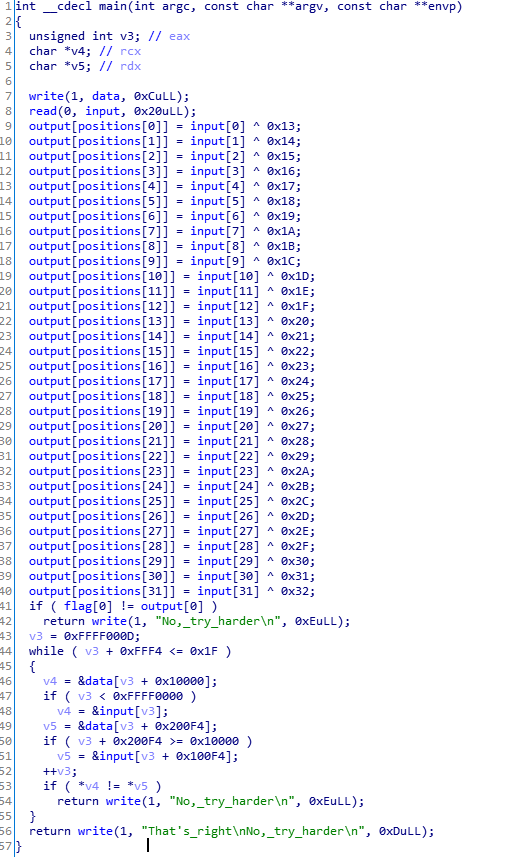 1 int __cdecl main(int argc, const char **argv, const char **envp)
2 {
3   unsigned int v3; // eax
4   char *v4; // rcx
5   char *v5; // rdx
6
7   write(1, data, 0xCuLL);
8   read(0, input, 0x20uLL);
9   output[positions[0]] = input[0] ^ 0x13;
10   output[positions[1]] = input[1] ^ 0x14;
11   output[positions[2]] = input[2] ^ 0x15;
12   output[positions[3]] = input[3] ^ 0x16;
13   output[positions[4]] = input[4] ^ 0x17;
14   output[positions[5]] = input[5] ^ 0x18;
15   output[positions[6]] = input[6] ^ 0x19;
16   output[positions[7]] = input[7] ^ 0x1A;
17   output[positions[8]] = input[8] ^ 0x1B;
18   output[positions[9]] = input[9] ^ 0x1C;
19   output[positions[10]] = input[10] ^ 0x1D;
20   output[positions[11]] = input[11] ^ 0x1E;
21   output[positions[12]] = input[12] ^ 0x1F;
22   output[positions[13]] = input[13] ^ 0x20;
23   output[positions[14]] = input[14] ^ 0x21;
24   output[positions[15]] = input[15] ^ 0x22;
25   output[positions[16]] = input[16] ^ 0x23;
26   output[positions[17]] = input[17] ^ 0x24;
27   output[positions[18]] = input[18] ^ 0x25;
28   output[positions[19]] = input[19] ^ 0x26;
29   output[positions[20]] = input[20] ^ 0x27;
30   output[positions[21]] = input[21] ^ 0x28;
31   output[positions[22]] = input[22] ^ 0x29;
32   output[positions[23]] = input[23] ^ 0x2A;
33   output[positions[24]] = input[24] ^ 0x2B;
34   output[positions[25]] = input[25] ^ 0x2C;
35   output[positions[26]] = input[26] ^ 0x2D;
36   output[positions[27]] = input[27] ^ 0x2E;
37   output[positions[28]] = input[28] ^ 0x2F;
38   output[positions[29]] = input[29] ^ 0x30;
39   output[positions[30]] = input[30] ^ 0x31;
40   output[positions[31]] = input[31] ^ 0x32;
41   if ( flag[0] != output[0] )
42     return write(1, "No,_try_harder\n", 0xEuLL);
43   v3 = 0xFFFF000D;
44   while ( v3 + 0xFFF4 <= 0x1F )
45   {
46     v4 = &data[v3 + 0x10000];
47     if ( v3 < 0xFFFF0000 )
48       v4 = &input[v3];
49     v5 = &data[v3 + 0x200F4];
50     if ( v3 + 0x200F4 >= 0x10000 )
51       v5 = &input[v3 + 0x100F4];
52     ++v3;
53     if ( *v4 != *v5 )
54       return write(1, "No,_try_harder\n", 0xEuLL);
55   }
56   return write(1, "That's_right\nNo,_try_harder\n", 0xDuLL);
57 }